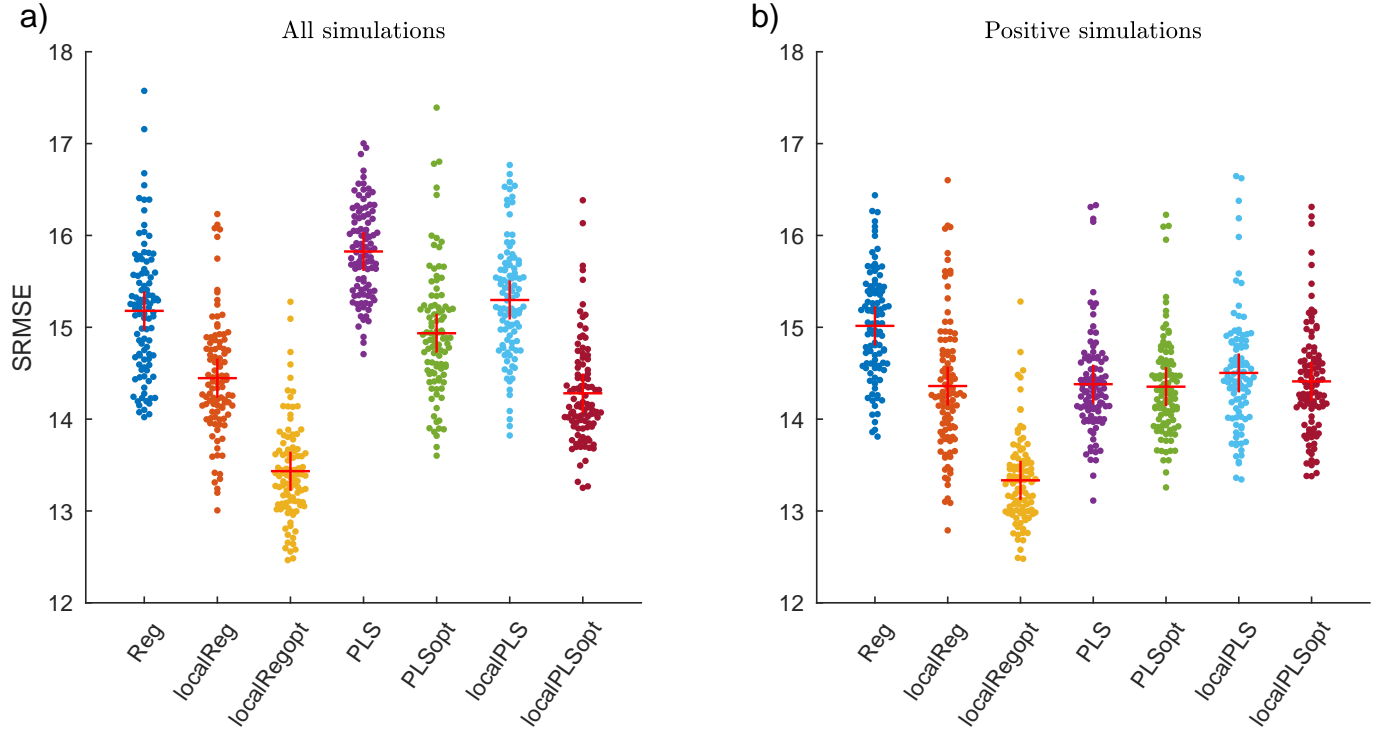 a)
All simulations
SRMSE
18
17
16
15
14
13
12
Reg
localReg
localRegopt
PLS
PLSopt
localPLS
localPLSopt
b)
Positive simulations
18
17
16
15
14
13
12
Reg
localReg
localRegopt
PLS
PLSopt
localPLS
localPLSopt